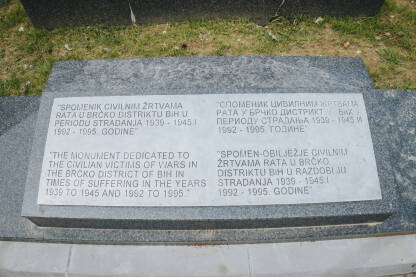 "SPOMENIK CIVILNIM ŽRTVAMA
RATA U BRČKO DISTRIKTU BIH U
PERIODU STRADANJA 1939 - 1945 I
1992 - 1995. GODINE"
"СПОМЕНИК ЦИВИЛНИМ ЖРТВАМА
РАТА У БРЧКО ДИСТРИКТУ БиХ У
ПЕРИОДУ СТРАДАЊА 1939 - 1945 И
1992 - 1995. ГОДИНЕ"
"THE MONUMENT DEDICATED TO
THE CIVILIAN VICTIMS OF WARS IN
THE BRČKO DISTRICT OF BIH IN
TIMES OF SUFFERING IN THE YEARS
1939 TO 1945 AND 1992 TO 1995."
"SPOMEN-OBILJEŽJE CIVILNIM
ŽRTVAMA RATA U BRČKO
DISTRIKTU BIH U RAZDOBLJU
STRADANJA 1939 - 1945.I
1992 - 1995. GODINE"